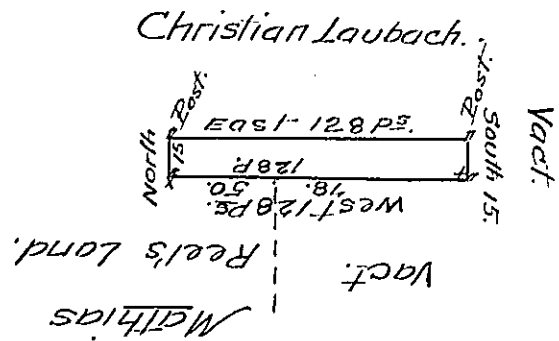 Christian Laubach.
Post.
Post.
East 128 ps.
North 15
South 15.
Vact.
128 P.
78. 50.
West 128 Ps.
Vact.
Mathias
Reel's Land.